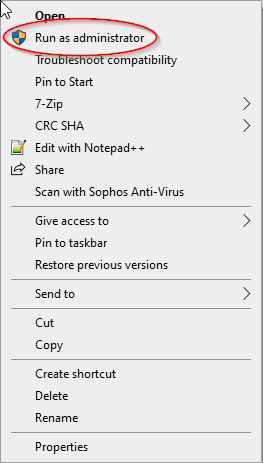 Open
Run as administrator
Troubleshoot compatibility
Pin to Start
7-Zip
CRC SHA
Edit with Notepad++
Share
Scan with Sophos Anti-Virus
Give access to
Pin to taskbar
Restore previous versions
Send to
Cut
Copy
Create shortcut
Delete
Rename
Properties